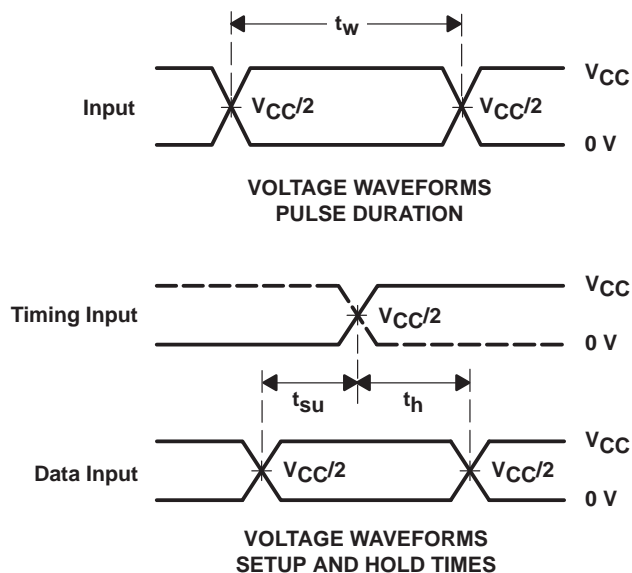 tw
VCC
Input
VCC/2
VCC/2
0 V
VOLTAGE WAVEFORMS
PULSE DURATION
VCC
Timing Input
VCC/2
0 V
tsu
th
VCC
Data Input
VCC/2
VCC/2
0 V
VOLTAGE WAVEFORMS
SETUP AND HOLD TIMES